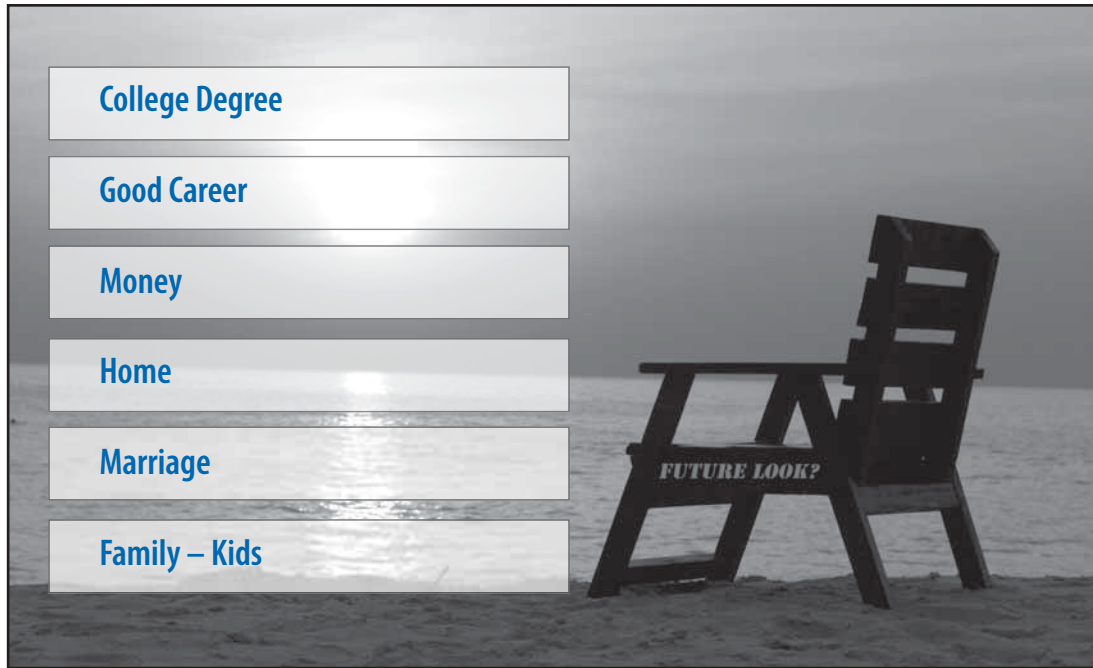 College Degree
Good Career
Money
Home
Marriage
Family – Kids
FUTURE LOOK?